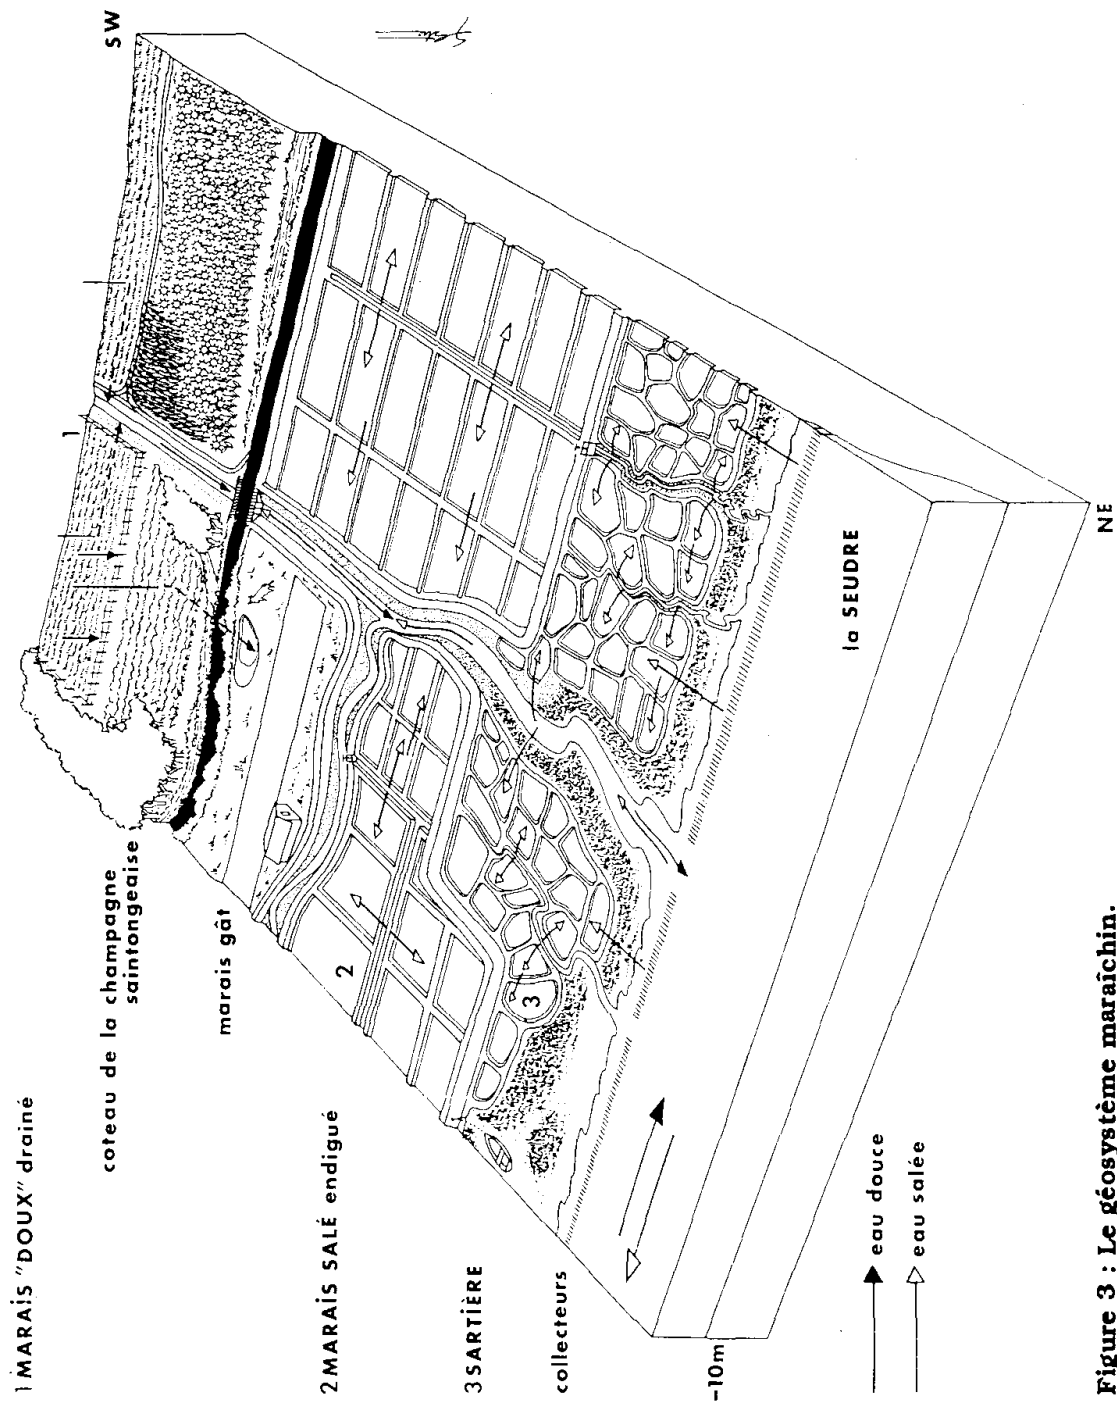 SW
1 MARAIS "DOUX" drainé
1
coteau de la champagne
saintongeaise
marais gât
2 MARAIS SALÉ endigué
2
3 SARTIÈRE
3
collecteurs
-10m
la SEUDRE
NE
eau douce
eau salée
Figure 3 : Le géosystème maraîchin.